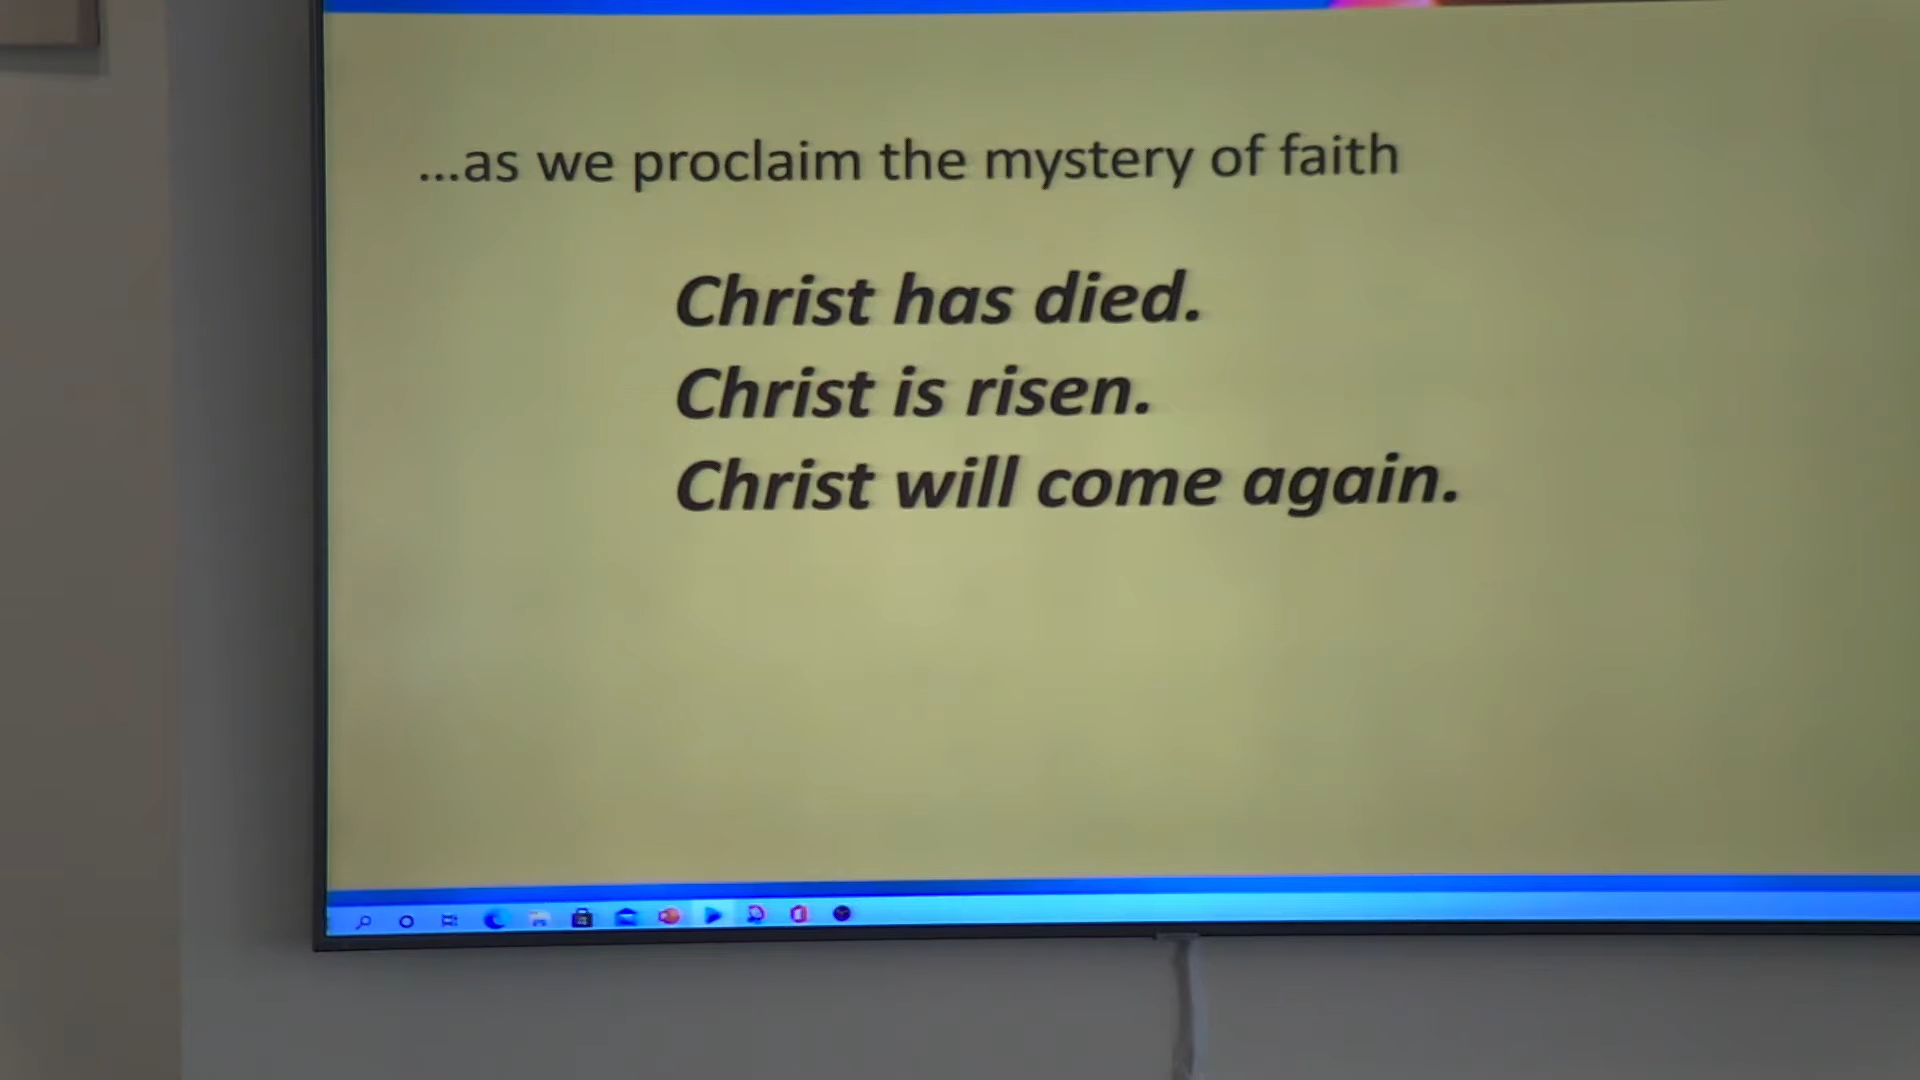 ...as we proclaim the mystery of faith
Christ has died.
Christ is risen.
Christ will come again.